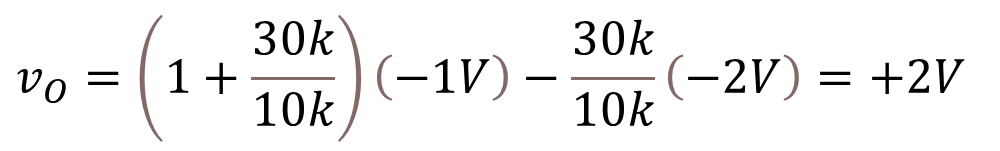 v_O = (1 + 30k/10k) (−1V) − 30k/10k (−2V) = +2V